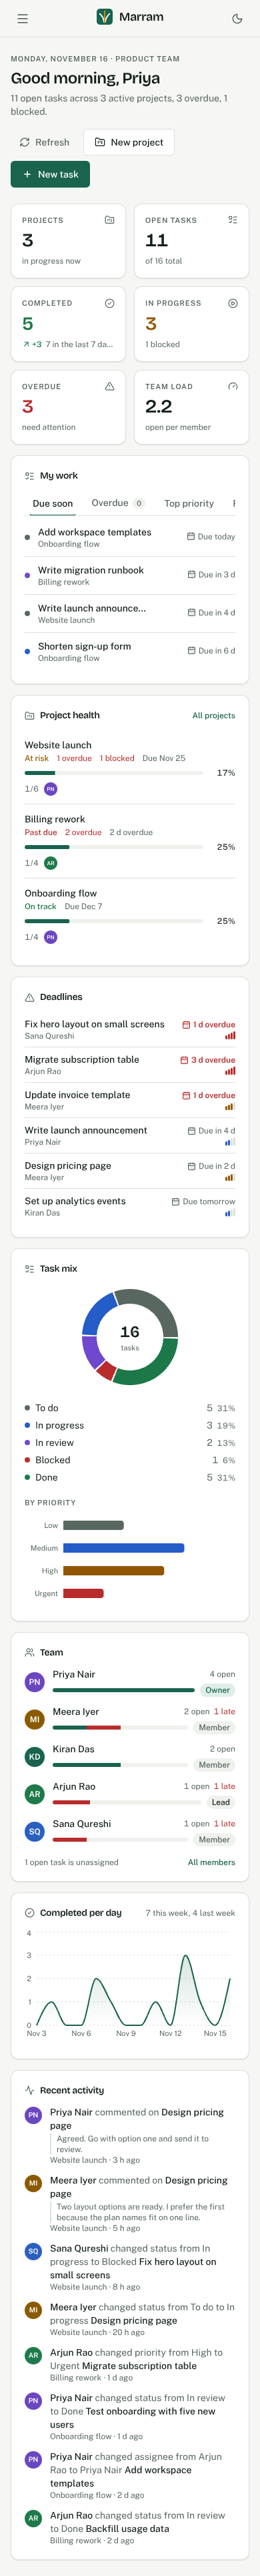 Marram
MONDAY, NOVEMBER 16 · PRODUCT TEAM
Good morning, Priya
11 open tasks across 3 active projects, 3 overdue, 1
blocked.
Refresh
New project
New task
PROJECTS
3
in progress now
OPEN TASKS
11
of 16 total
COMPLETED
5
+3 7 in the last 7 da...
IN PROGRESS
3
1 blocked
OVERDUE
3
need attention
TEAM LOAD
2.2
open per member
My work
Due soon Overdue 0 Top priority
Add workspace templates Due today
Onboarding flow
Write migration runbook Due in 3 d
Billing rework
Write launch announce... Due in 4 d
Website launch
Shorten sign-up form Due in 6 d
Onboarding flow
Project health All projects
Website launch
At risk 1 overdue 1 blocked Due Nov 25
17%
1/6 PN
Billing rework
Past due 2 overdue 2 d overdue
25%
1/4 AR
Onboarding flow
On track Due Dec 7
25%
1/4 PN
Deadlines
Fix hero layout on small screens 1 d overdue
Sana Qureshi
Migrate subscription table 3 d overdue
Arjun Rao
Update invoice template 1 d overdue
Meera Iyer
Write launch announcement Due in 4 d
Priya Nair
Design pricing page Due in 2 d
Meera Iyer
Set up analytics events Due tomorrow
Kiran Das
Task mix
16
tasks
To do 5 31%
In progress 3 19%
In review 2 13%
Blocked 1 6%
Done 5 31%
BY PRIORITY
Low
Medium
High
Urgent
Team
PN Priya Nair 4 open
Owner
MI Meera Iyer 2 open 1 late
Member
KD Kiran Das 2 open
Member
AR Arjun Rao 1 open 1 late
Lead
SQ Sana Qureshi 1 open 1 late
Member
1 open task is unassigned All members
Completed per day 7 this week, 4 last week
4
3
2
1
0
Nov 3 Nov 6 Nov 9 Nov 12 Nov 15
Recent activity
PN Priya Nair commented on Design pricing
page
Agreed. Go with option one and send it to
review.
Website launch · 3 h ago
MI Meera Iyer commented on Design pricing
page
Two layout options are ready. I prefer the first
because the plan names fit on one line.
Website launch · 5 h ago
SQ Sana Qureshi changed status from In
progress to Blocked Fix hero layout on
small screens
Website launch · 8 h ago
MI Meera Iyer changed status from To do to In
progress Design pricing page
Website launch · 20 h ago
AR Arjun Rao changed priority from High to
Urgent Migrate subscription table
Billing rework · 1 d ago
PN Priya Nair changed status from In review
to Done Test onboarding with five new
users
Onboarding flow · 1 d ago
PN Priya Nair changed assignee from Arjun
Rao to Priya Nair Add workspace
templates
Onboarding flow · 2 d ago
AR Arjun Rao changed status from In review
to Done Backfill usage data
Billing rework · 2 d ago